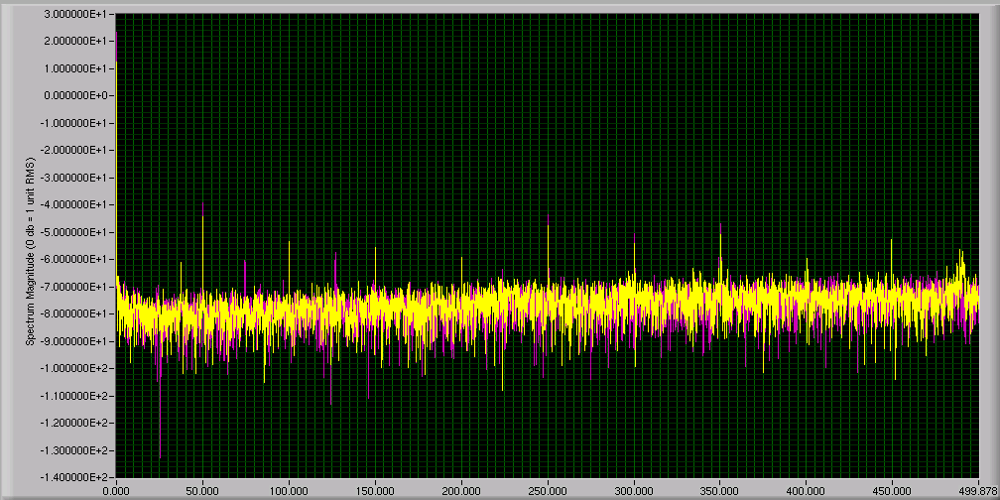 3.000000E+1
2.000000E+1
1.000000E+1
0.000000E+0
-1.000000E+1
-2.000000E+1
-3.000000E+1
-4.000000E+1
-5.000000E+1
-6.000000E+1
-7.000000E+1
-8.000000E+1
-9.000000E+1
-1.000000E+2
-1.100000E+2
-1.200000E+2
-1.300000E+2
-1.400000E+2
Spectrum Magnitude (0 db = 1 unit RMS)
0.000 50.000 100.000 150.000 200.000 250.000 300.000 350.000 400.000 450.000